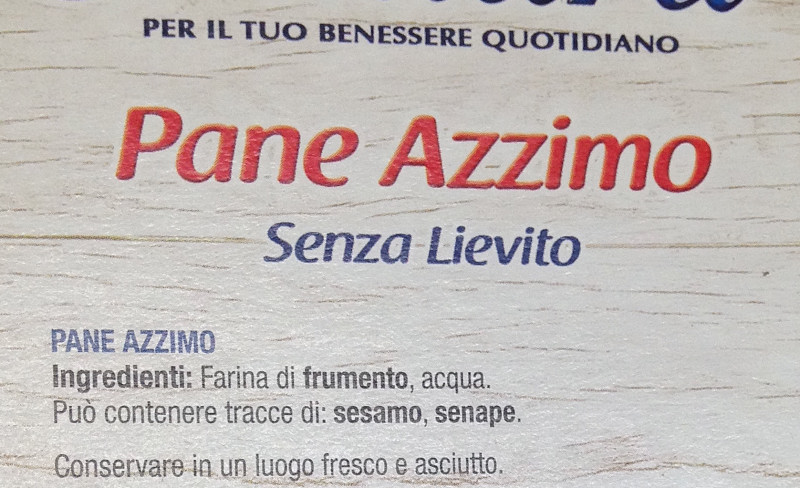 PER IL TUO BENESSERE QUOTIDIANO
Pane Azzimo
Senza Lievito
PANE AZZIMO
Ingredienti: Farina di frumento, acqua.
Può contenere tracce di: sesamo, senape.
Conservare in un luogo fresco e asciutto.